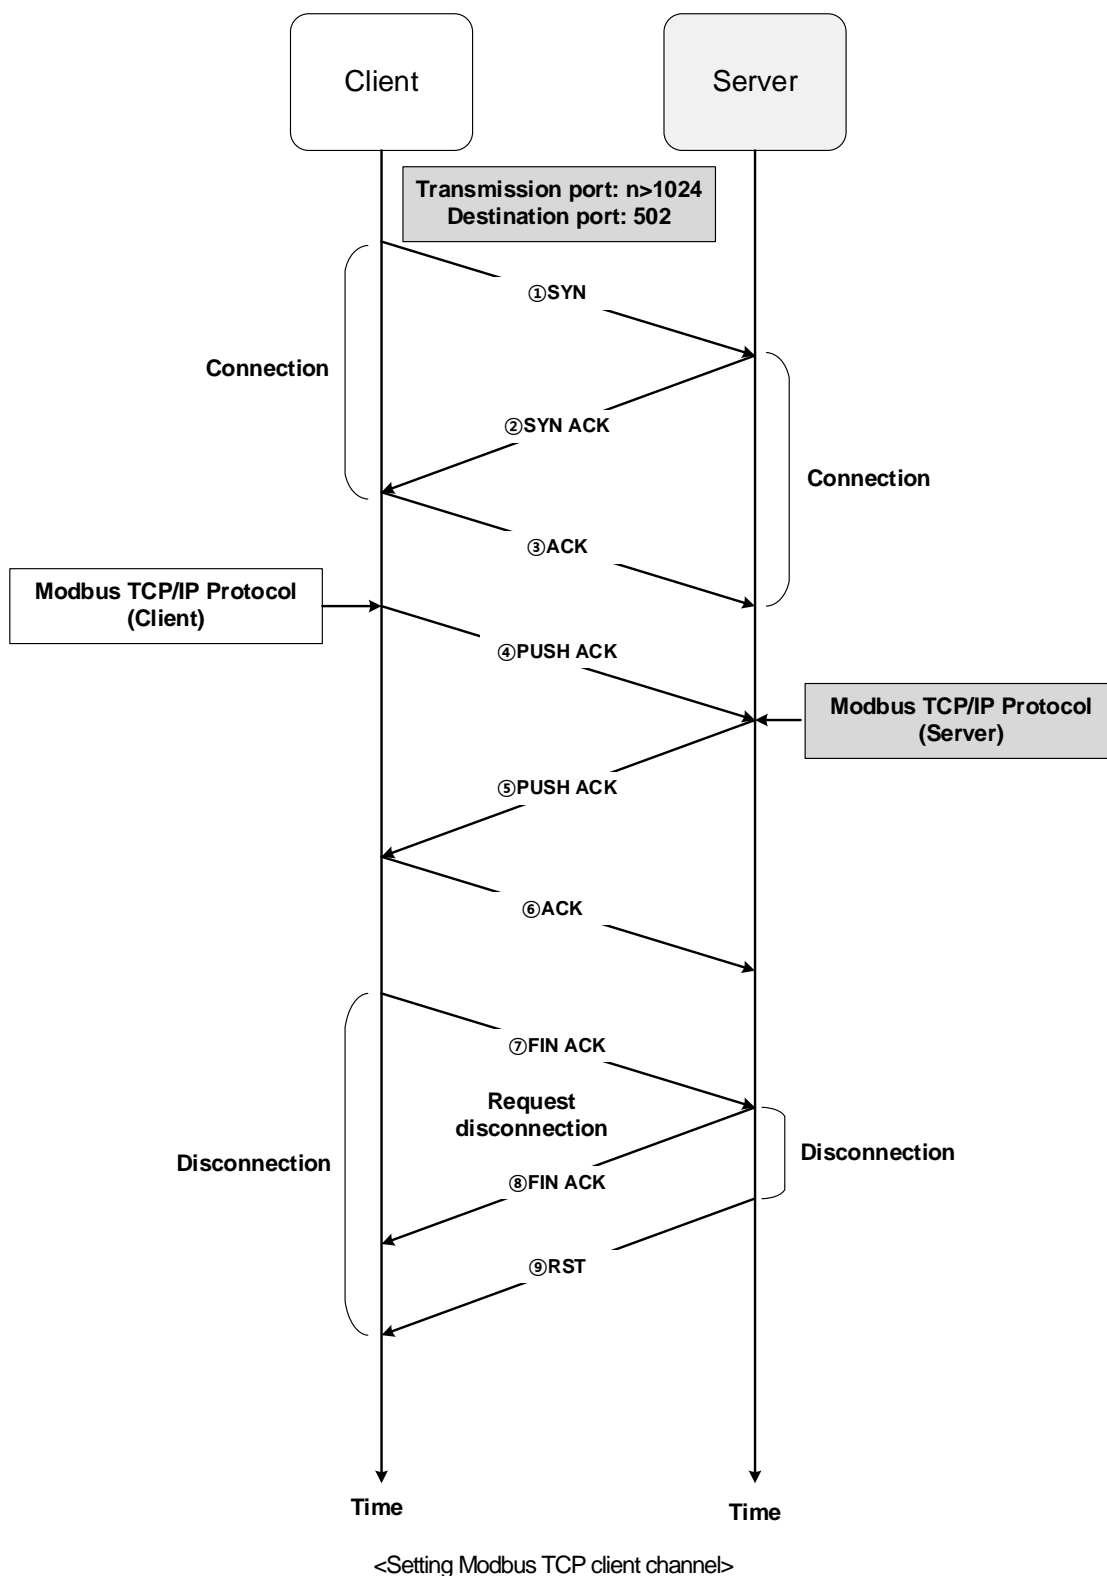 Client
Server
Transmission port: n>1024
Destination port: 502
①SYN
Connection
②SYN ACK
Connection
③ACK
Modbus TCP/IP Protocol
(Client)
④PUSH ACK
Modbus TCP/IP Protocol
(Server)
⑤PUSH ACK
⑥ACK
⑦FIN ACK
Request
disconnection
Disconnection
Disconnection
⑧FIN ACK
⑨RST
Time
Time
<Setting Modbus TCP client channel>